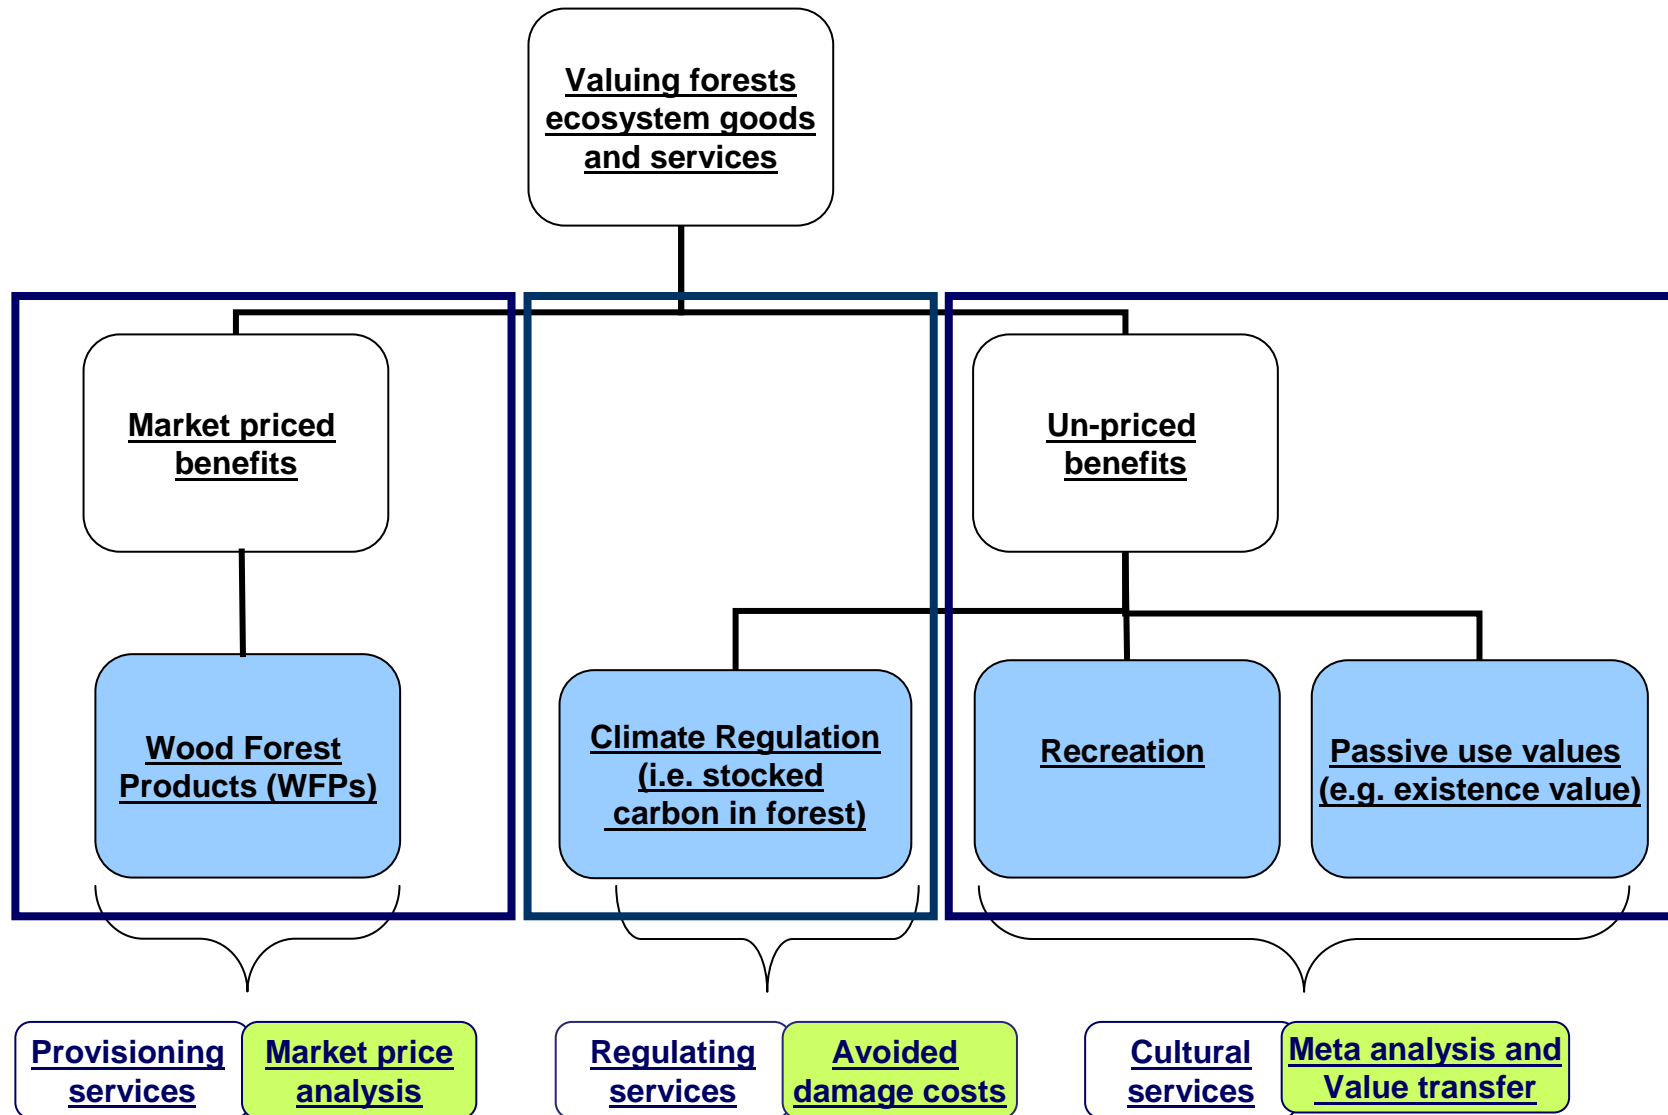 Valuing forests
ecosystem goods
and services
Market priced
benefits
Un-priced
benefits
Wood Forest
Products (WFPs)
Climate Regulation
(i.e. stocked
carbon in forest)
Recreation
Passive use values
(e.g. existence value)
Provisioning
services
Market price
analysis
Regulating
services
Avoided
damage costs
Cultural
services
Meta analysis and
Value transfer